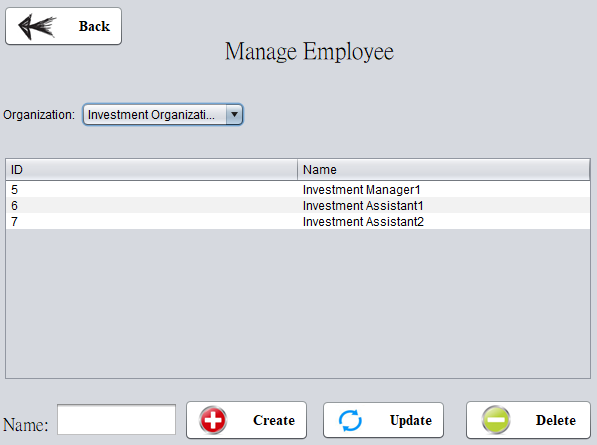 Back
Manage Employee
Organization: Investment Organizati...
ID Name
5 Investment Manager1
6 Investment Assistant1
7 Investment Assistant2
Name: Create Update Delete